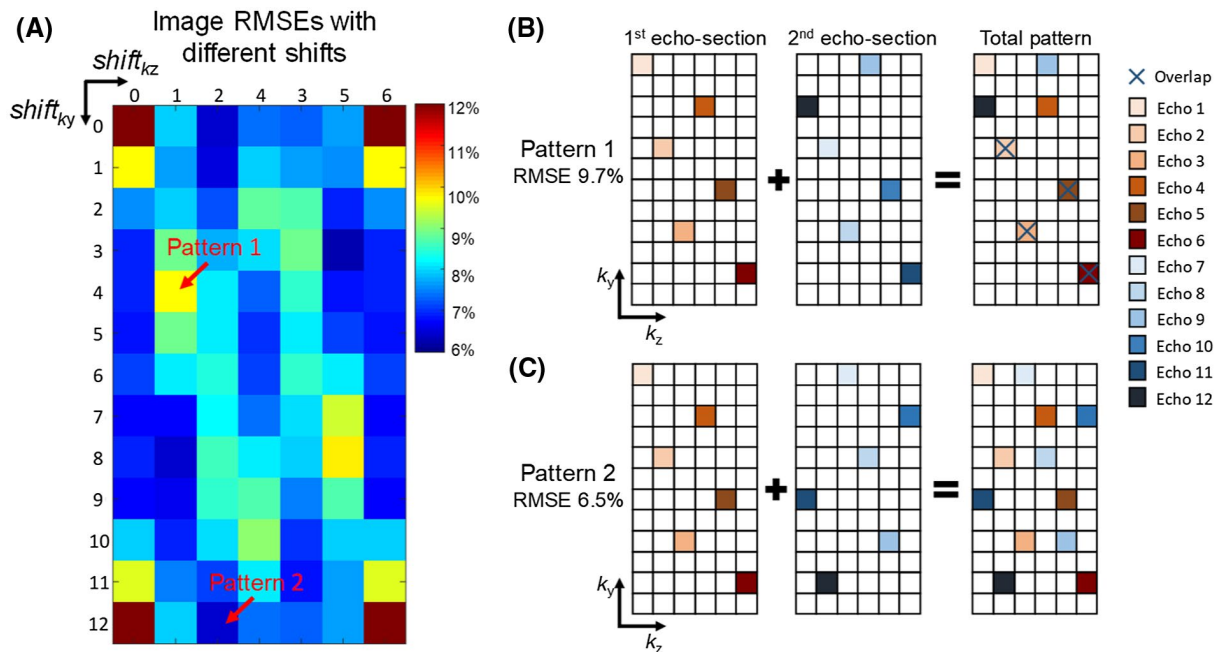 (A)
Image RMSEs with
different shifts
shift_kz
shift_ky
0 1 2 4 3 5 6
0
1
2
3
4
5
6
7
8
9
10
11
12
Pattern 1
Pattern 2
12%
11%
10%
9%
8%
7%
6%
(B)
1st echo-section
2nd echo-section
Total pattern
Pattern 1
RMSE 9.7%
+
=
ky
kz
(C)
Pattern 2
RMSE 6.5%
+
=
ky
kz
Overlap
Echo 1
Echo 2
Echo 3
Echo 4
Echo 5
Echo 6
Echo 7
Echo 8
Echo 9
Echo 10
Echo 11
Echo 12